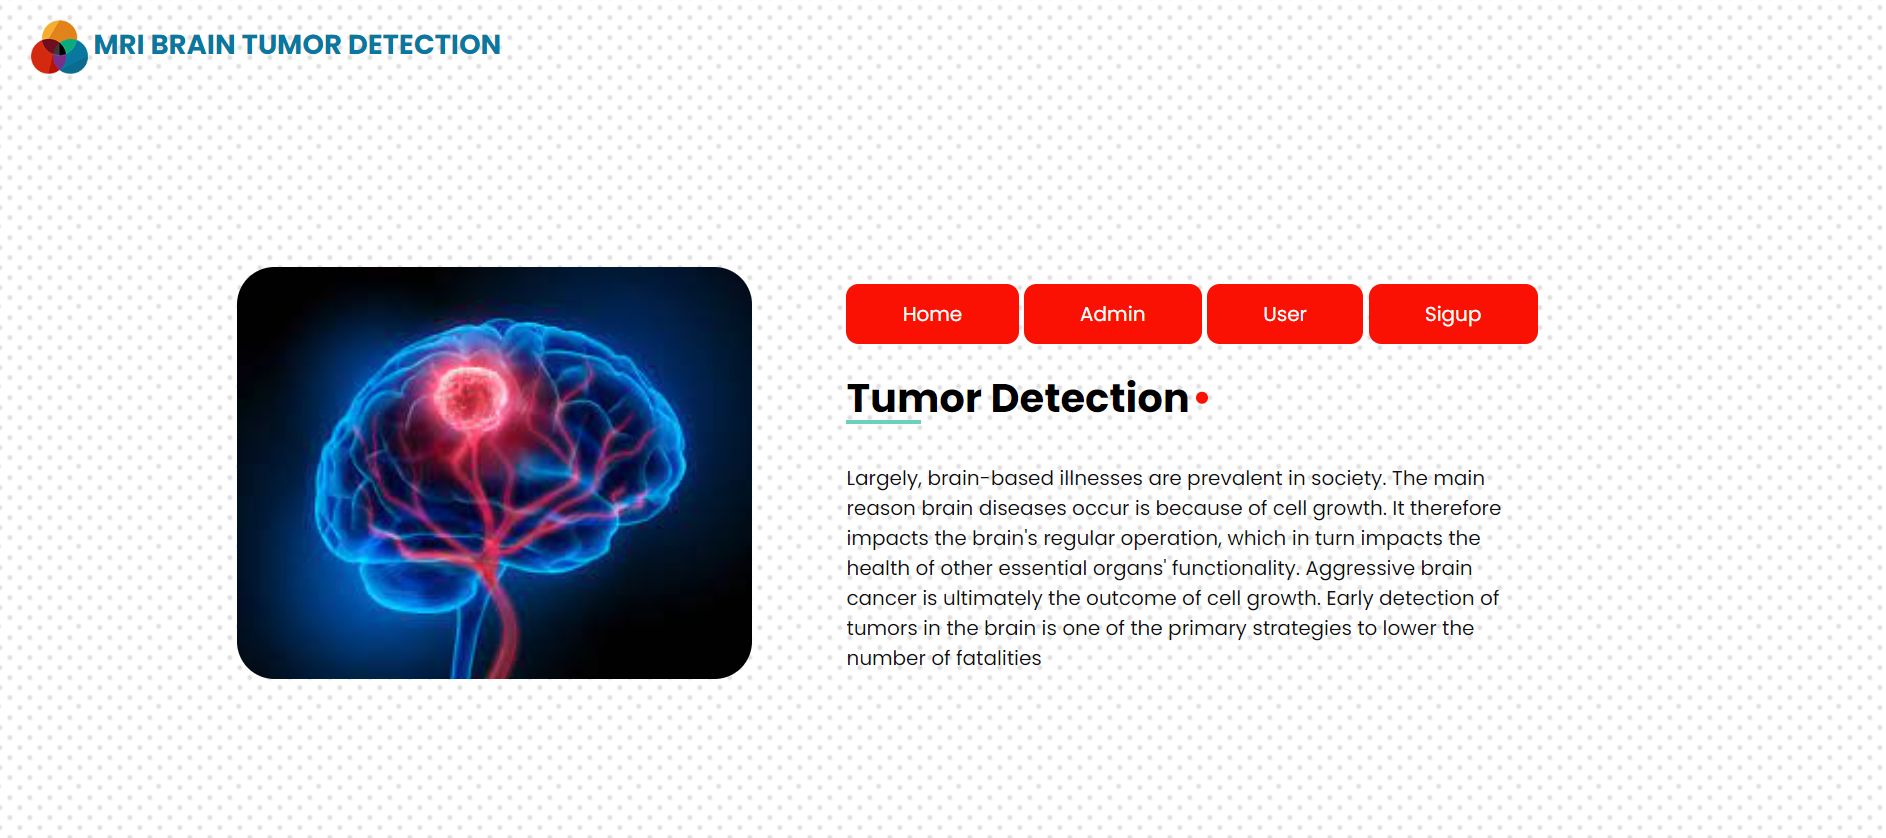 MRI BRAIN TUMOR DETECTION
Home Admin User Sigup
Tumor Detection
Largely, brain-based illnesses are prevalent in society. The main
reason brain diseases occur is because of cell growth. It therefore
impacts the brain's regular operation, which in turn impacts the
health of other essential organs' functionality. Aggressive brain
cancer is ultimately the outcome of cell growth. Early detection of
tumors in the brain is one of the primary strategies to lower the
number of fatalities